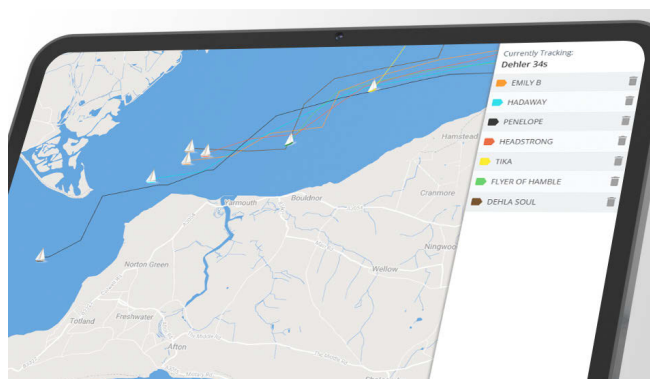 Currently Tracking:
Dehler 34s
EMILY B
HADAWAY
PENELOPE
HEADSTRONG
TIKA
FLYER OF HAMBLE
DEHLA SOUL
Hamstead
Cranmore
Ningwoo
Bouldnor
Yarmouth
Wellow
Norton Green
Freshwater
Totland
Afton